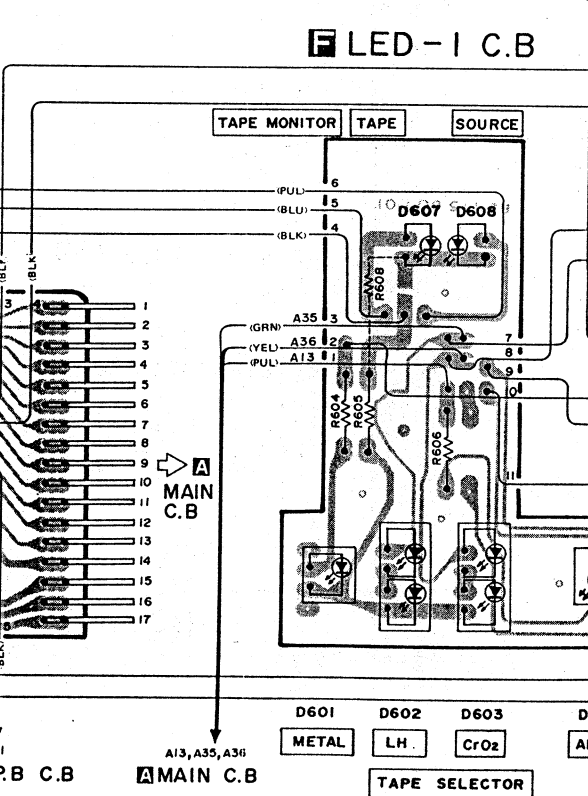 F LED-1 C.B
TAPE MONITOR TAPE SOURCE
(PUL) 6
(BLU) 5
(BLK) 4
D607 D608
R608
(BLK)
3 4
(GRN) A35 3
(YEL) A36 2
(PUL) A13 1
7
8
9
0
11
R604
R605
R606
1
2
3
4
5
6
7
8
9
10
11
12
13
14
15
16
17
A
MAIN
C.B
D601 D602 D603
METAL LH. CrO2
A13, A35, A36
A MAIN C.B
P.B C.B
TAPE SELECTOR